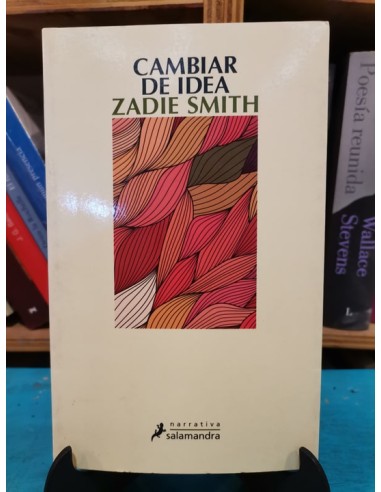 CAMBIAR
DE IDEA
ZADIE SMITH
narrativa
salamandra
Poesía reunida
Wallace
Stevens